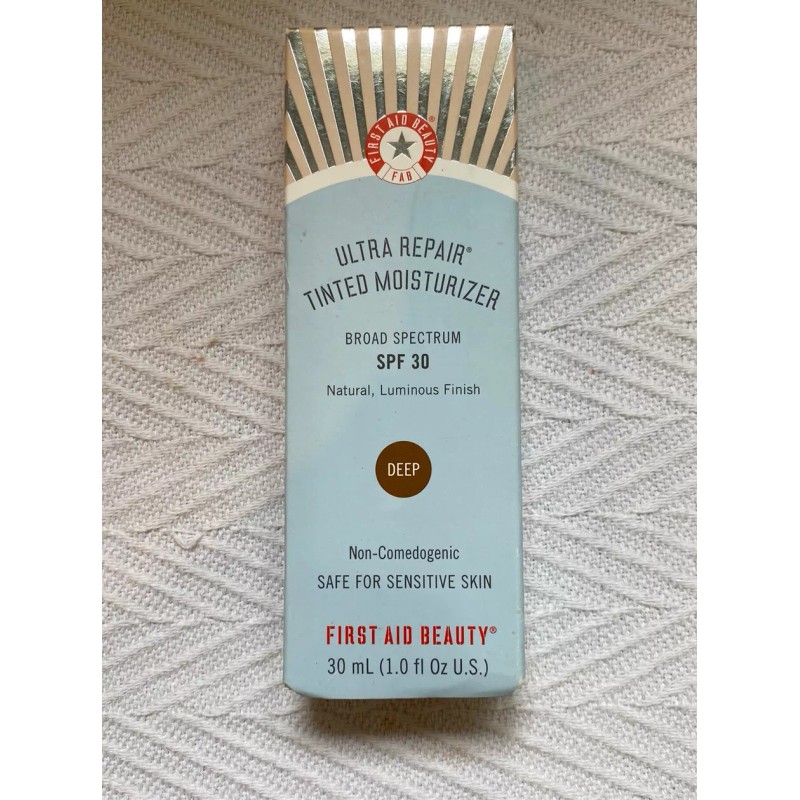 FIRST AID BEAUTY®
FAB
ULTRA REPAIR®
TINTED MOISTURIZER
BROAD SPECTRUM
SPF 30
Natural, Luminous Finish
DEEP
Non-Comedogenic
SAFE FOR SENSITIVE SKIN
FIRST AID BEAUTY®
30 mL (1.0 fl Oz U.S.)